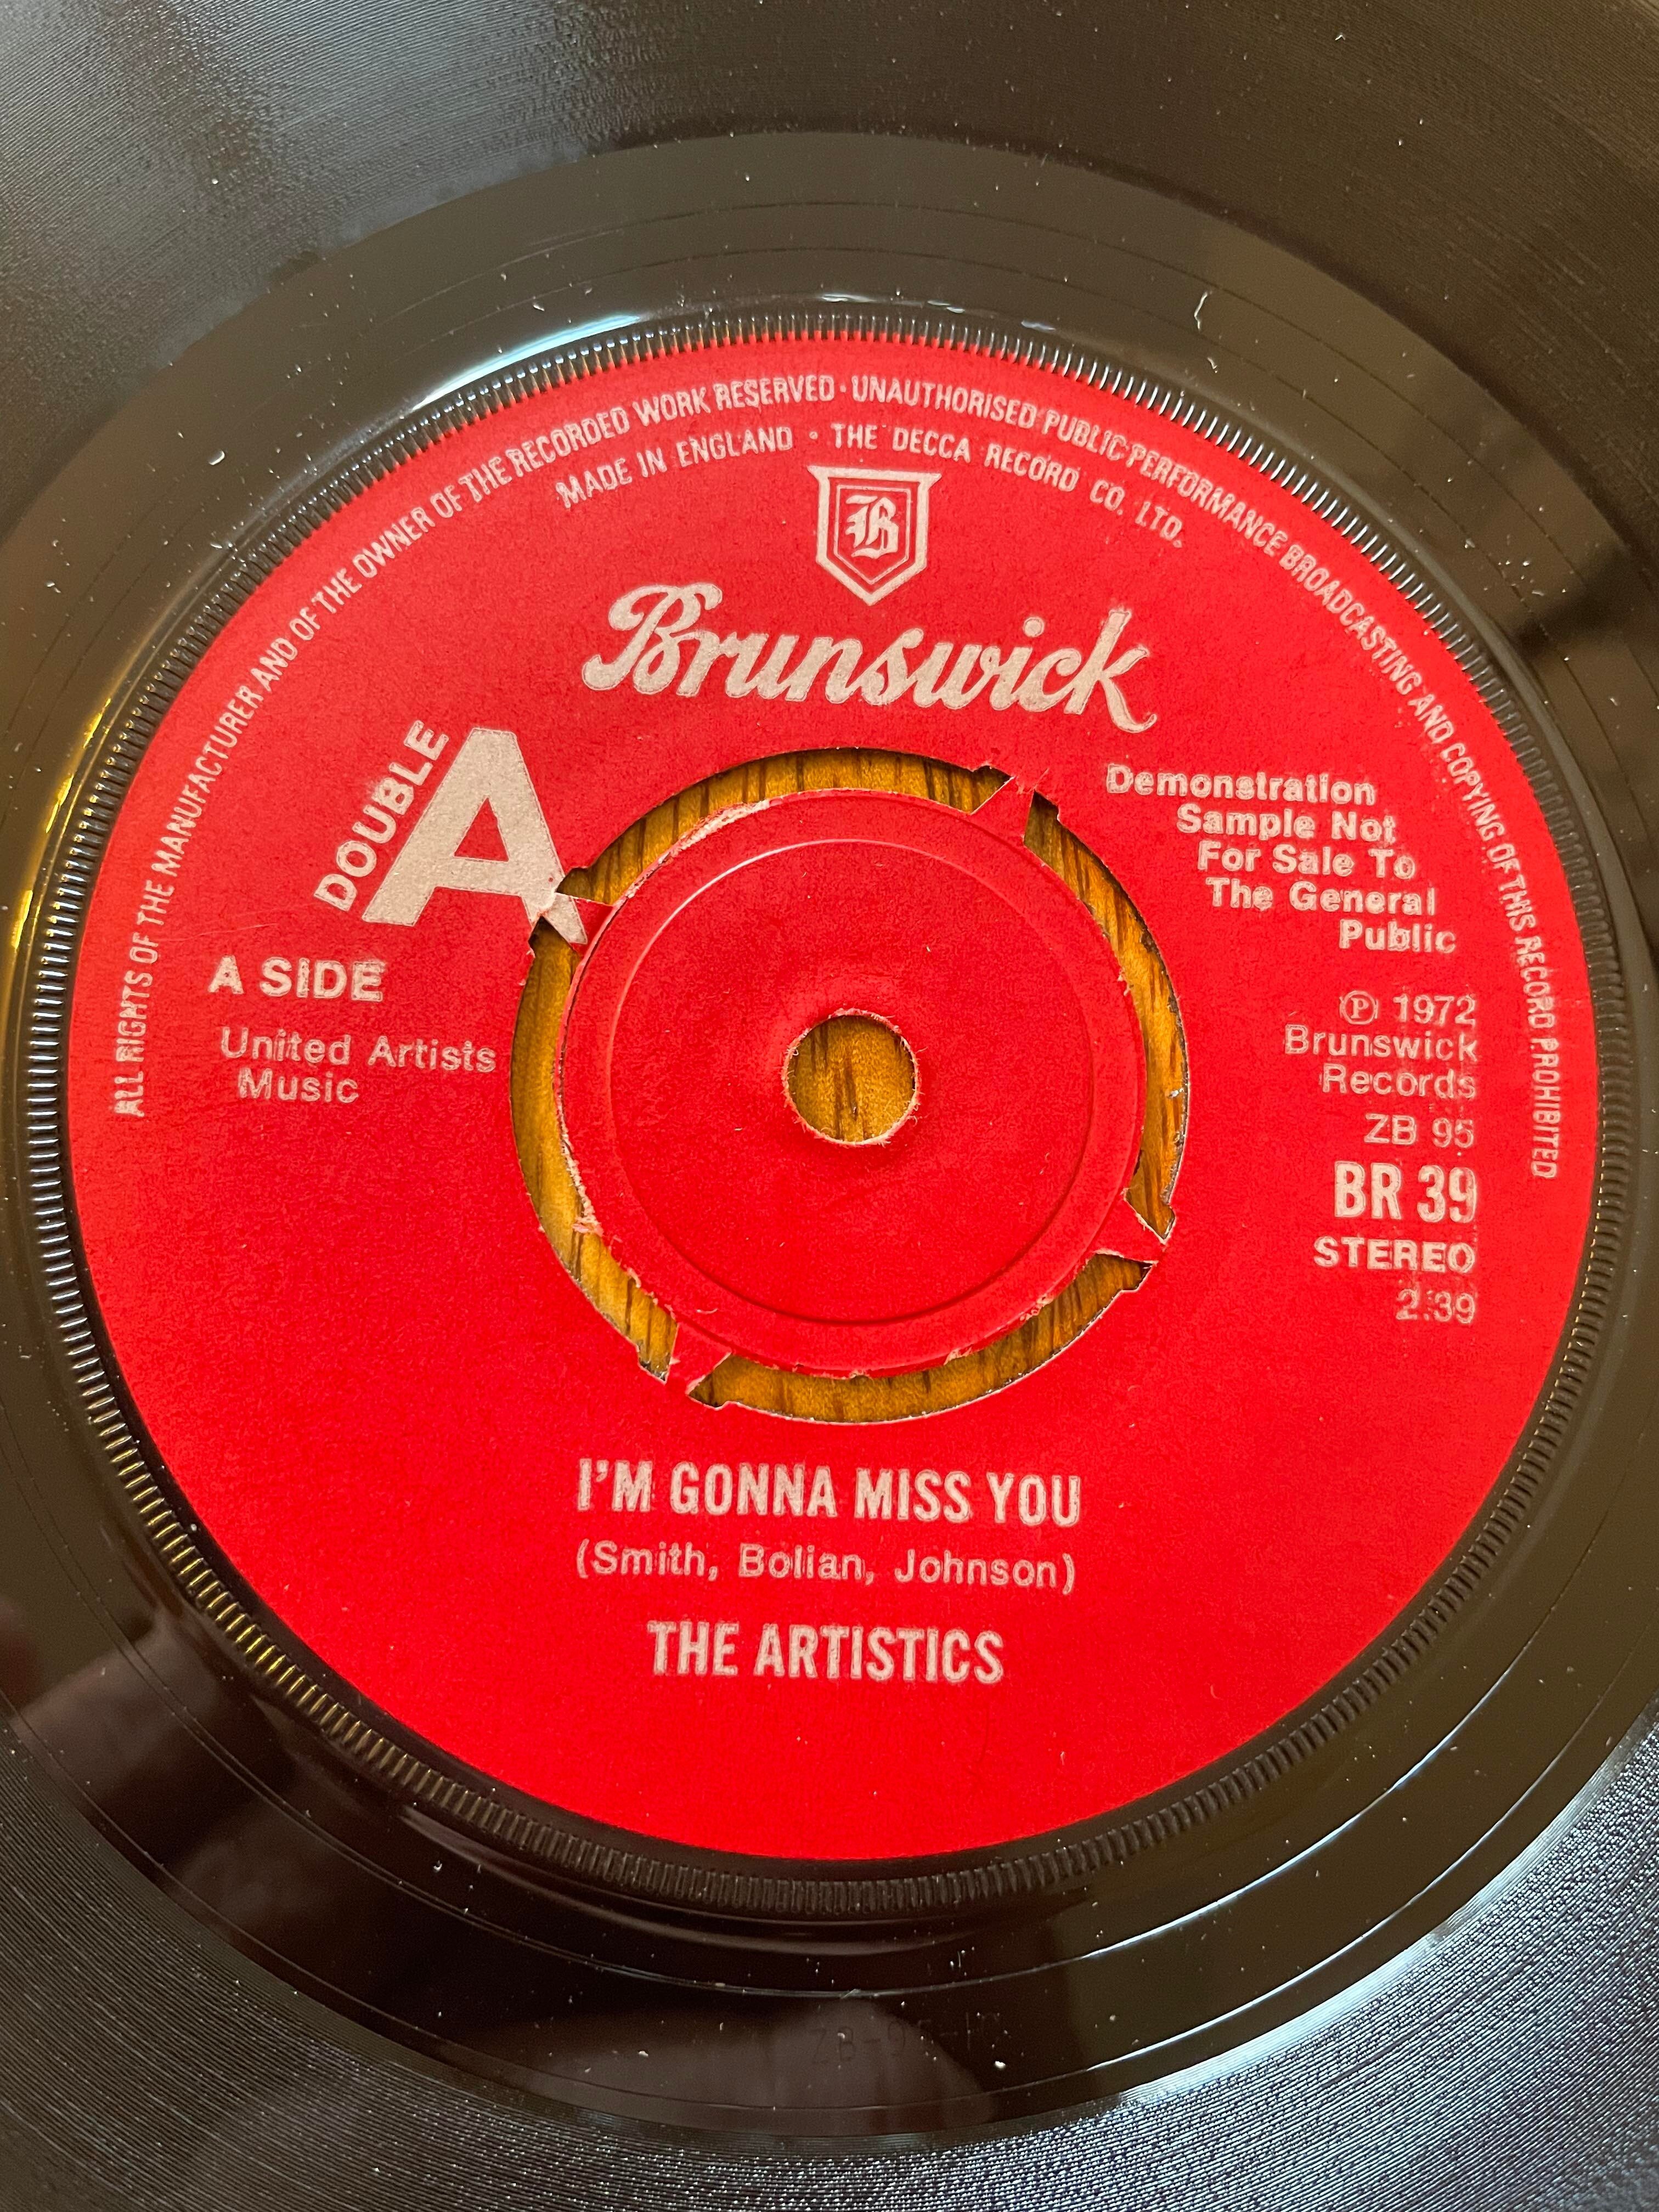 ALL RIGHTS OF THE MANUFACTURER AND OF THE OWNER OF THE RECORDED WORK RESERVED · UNAUTHORISED PUBLIC PERFORMANCE BROADCASTING AND COPYING OF THIS RECORD PROHIBITED
MADE IN ENGLAND · THE DECCA RECORD CO. LTD.
B
Brunswick
DOUBLE
A
A SIDE
United Artists
Music
Demonstration
Sample Not
For Sale To
The General
Public
℗ 1972
Brunswick
Records
ZB 95
BR 39
STEREO
2.39
I'M GONNA MISS YOU
(Smith, Bolian, Johnson)
THE ARTISTICS